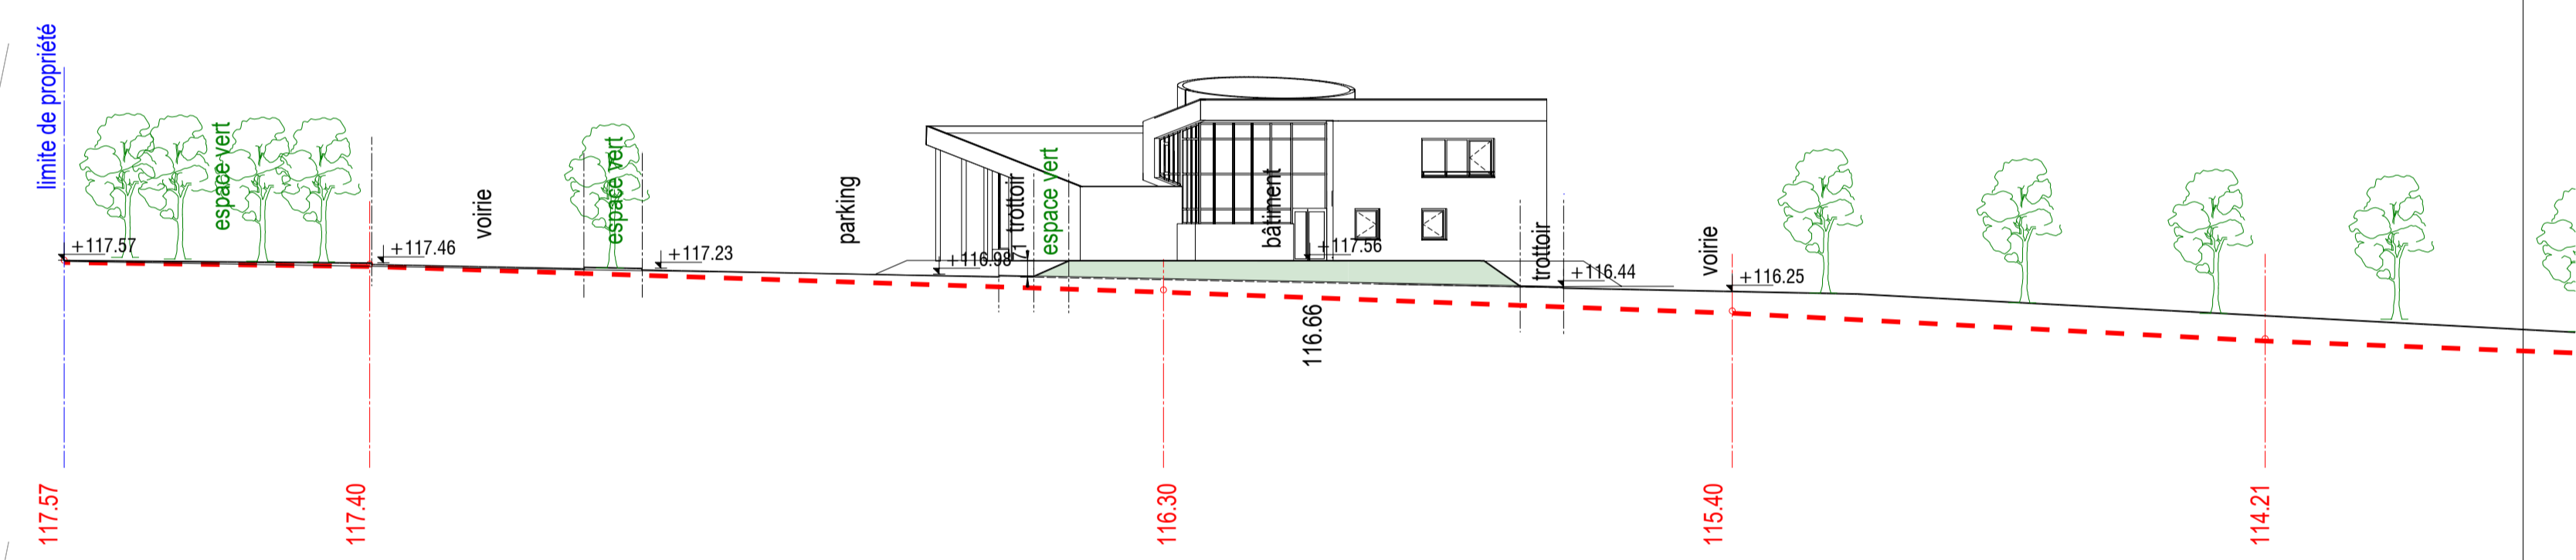 limite de propriété
espace vert
voirie
espace vert
parking
trottoir
espace vert
bâtiment
trottoir
voirie
+117.57
+117.46
+117.23
+116.98
71
+117.56
+116.44
+116.25
116.66
117.57
117.40
116.30
115.40
114.21